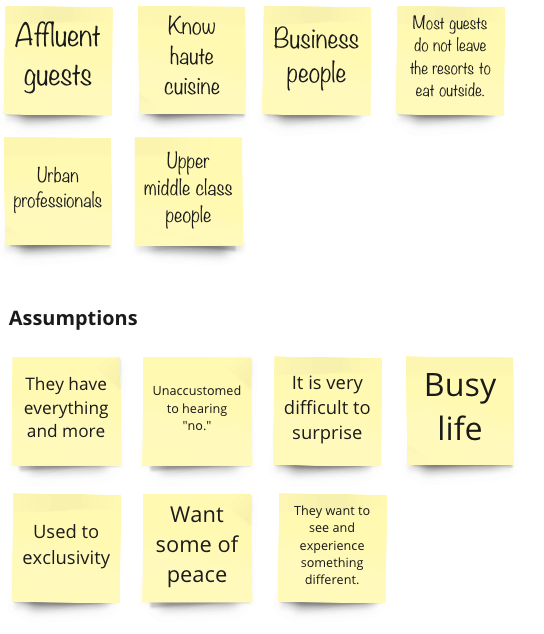 Affluent
guests
Know
haute
cuisine
Business
people
Most guests
do not leave
the resorts to
eat outside.
Urban
professionals
Upper
middle class
people
Assumptions
They have
everything
and more
Unaccustomed
to hearing
"no."
It is very
difficult to
surprise
Busy
life
Used to
exclusivity
Want
some of
peace
They want to
see and
experience
something
different.